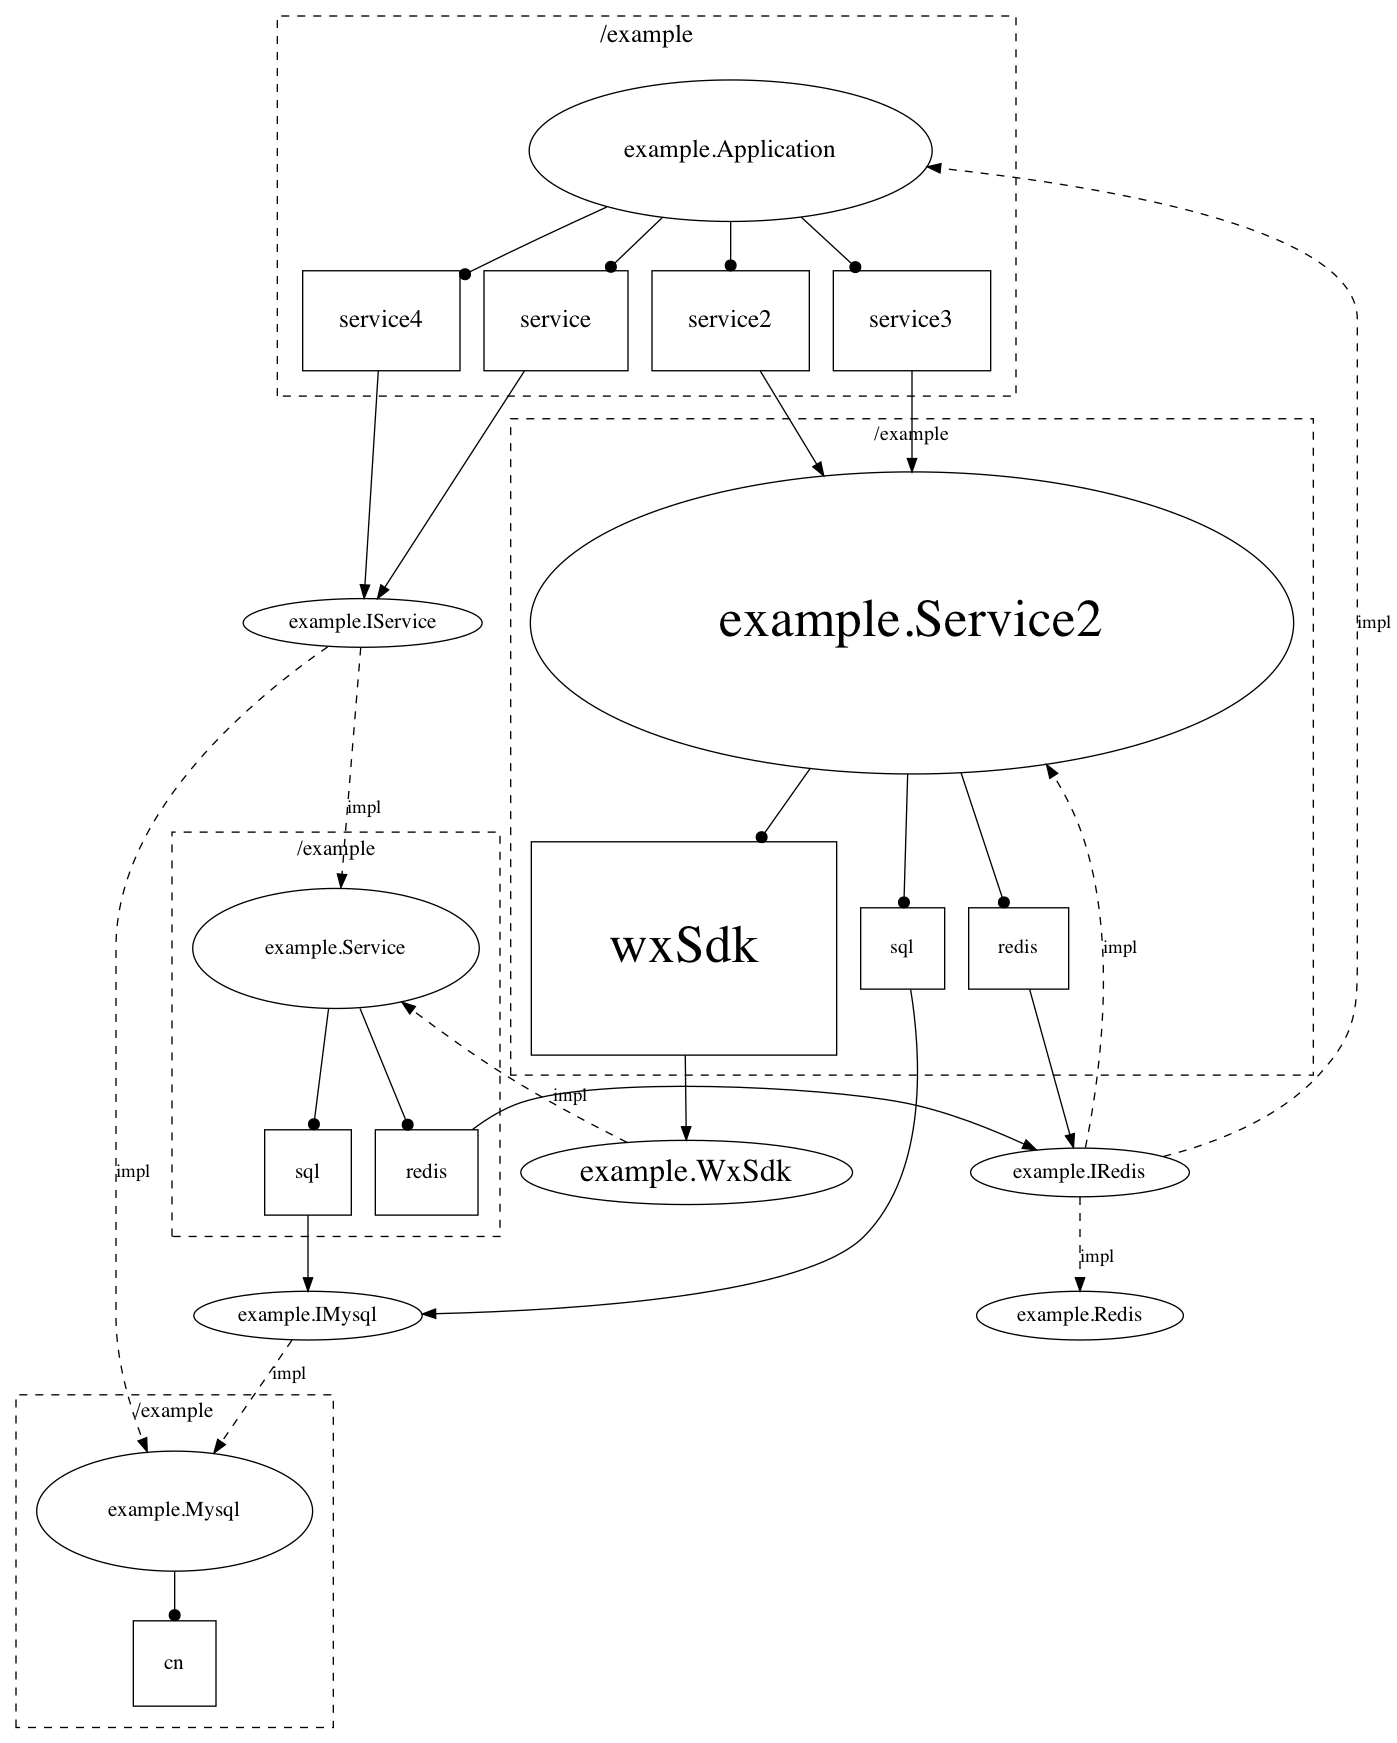 /example
example.Application
service4
service
service2
service3
/example
example.IService
example.Service2
impl
impl
/example
example.Service
wxSdk
sql
redis
impl
impl
impl
sql
redis
example.WxSdk
example.IRedis
impl
example.IMysql
example.Redis
impl
/example
example.Mysql
cn